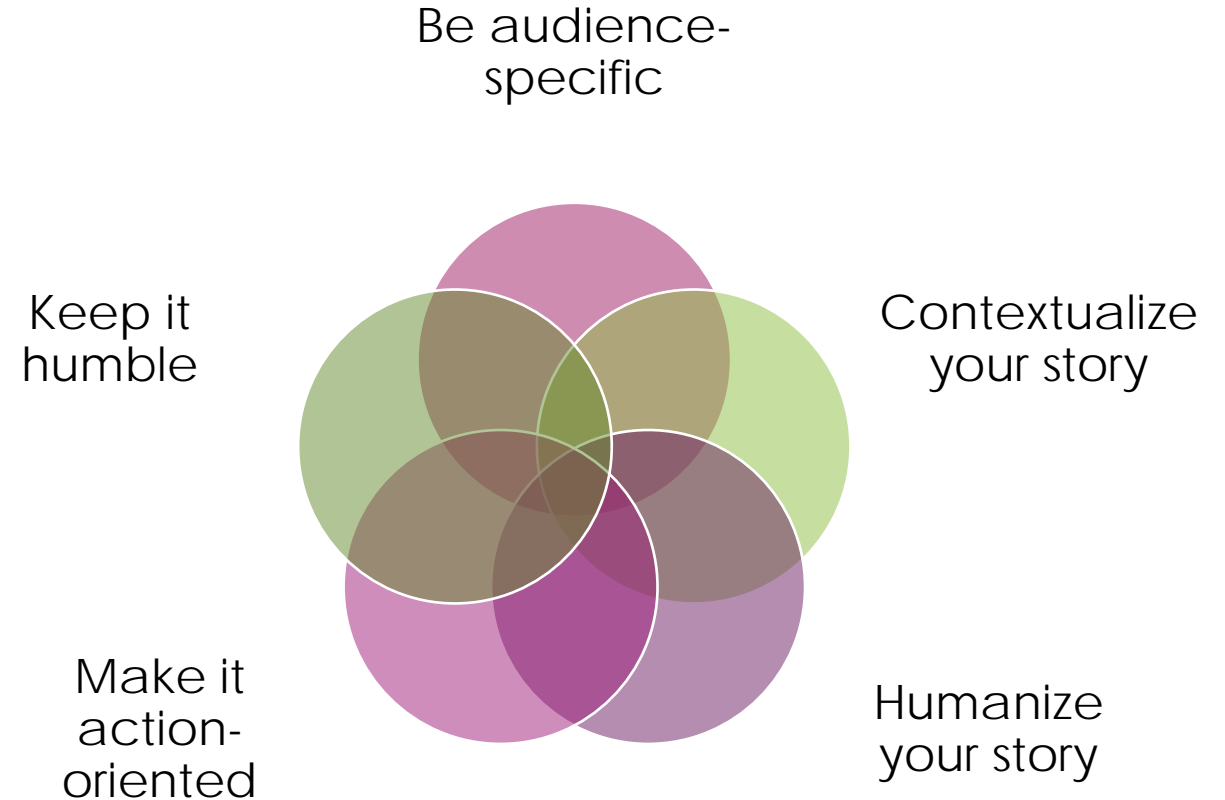 Be audience-
specific
Contextualize
your story
Humanize
your story
Make it
action-
oriented
Keep it
humble